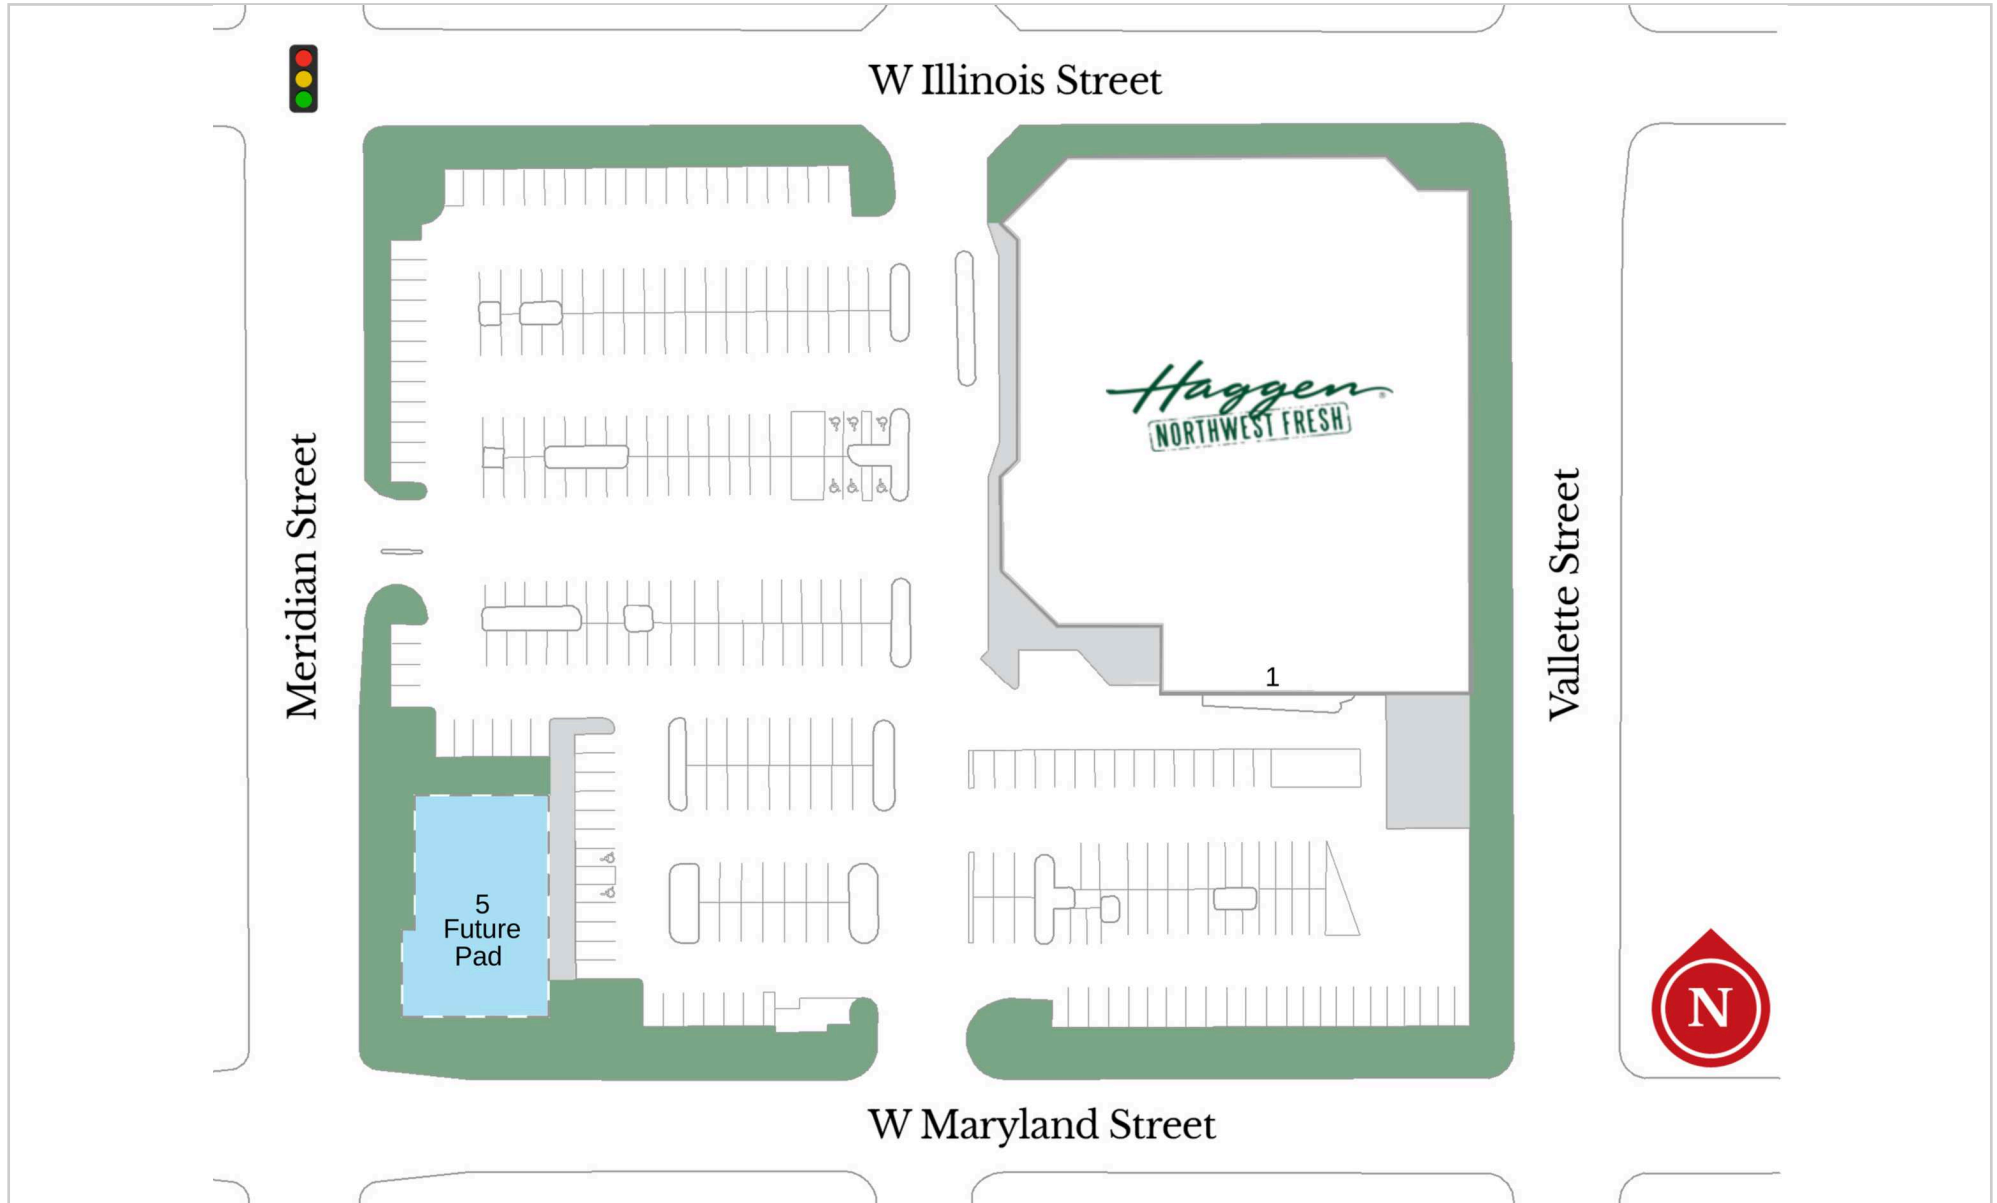 W Illinois Street
Haggen®
NORTHWEST FRESH
Meridian Street
Vallette Street
1
5
Future
Pad
N
W Maryland Street